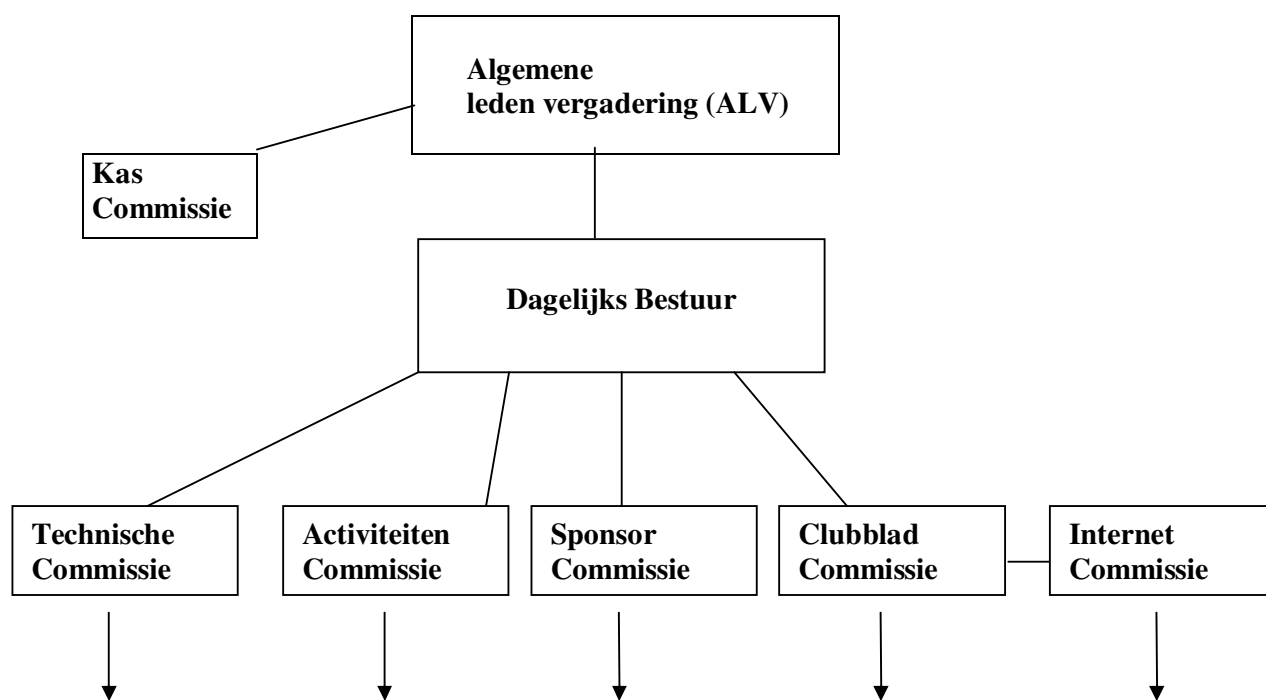 Algemene
leden vergadering (ALV)
Kas
Commissie
Dagelijks Bestuur
Technische
Commissie
Activiteiten
Commissie
Sponsor
Commissie
Clubblad
Commissie
Internet
Commissie